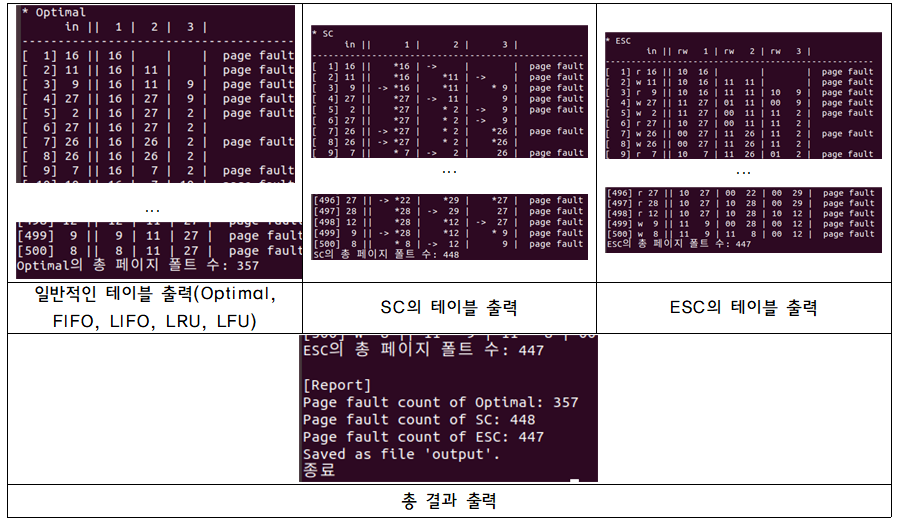 * Optimal
in || 1 | 2 | 3 |
-----------------------------------
[ 1] 16 || 16 | | | page fault
[ 2] 11 || 16 | 11 | | page fault
[ 3] 9 || 16 | 11 | 9 | page fault
[ 4] 27 || 16 | 27 | 9 | page fault
[ 5] 2 || 16 | 27 | 2 | page fault
[ 6] 27 || 16 | 27 | 2 |
[ 7] 26 || 16 | 26 | 2 | page fault
[ 8] 26 || 16 | 26 | 2 |
[ 9] 7 || 16 | 7 | 2 | page fault
...
[499] 9 || 9 | 11 | 27 | page fault
[500] 8 || 8 | 11 | 27 | page fault
Optimal의 총 페이지 폴트 수: 357
일반적인 테이블 출력(Optimal,
FIFO, LIFO, LRU, LFU)
* SC
in || 1 | 2 | 3 |
-----------------------------------
[ 1] 16 || *16 | -> | | page fault
[ 2] 11 || *16 | *11 | -> | page fault
[ 3] 9 || -> *16 | *11 | * 9 | page fault
[ 4] 27 || *27 | -> 11 | 9 | page fault
[ 5] 2 || *27 | * 2 | -> 9 | page fault
[ 6] 27 || *27 | * 2 | -> 9 |
[ 7] 26 || -> *27 | * 2 | *26 | page fault
[ 8] 26 || -> *27 | * 2 | *26 |
[ 9] 7 || * 7 | -> 2 | 26 | page fault
...
[496] 27 || -> *22 | *29 | *27 | page fault
[497] 28 || *28 | -> 29 | 27 | page fault
[498] 12 || *28 | *12 | -> 27 | page fault
[499] 9 || -> *28 | *12 | * 9 | page fault
[500] 8 || * 8 | -> 12 | 9 | page fault
SC의 총 페이지 폴트 수: 448
SC의 테이블 출력
* ESC
in || rw 1 | rw 2 | rw 3 |
-----------------------------------
[ 1] r 16 || 10 16 | | | page fault
[ 2] w 11 || 10 16 | 11 11 | | page fault
[ 3] r 9 || 10 16 | 11 11 | 10 9 | page fault
[ 4] w 27 || 11 27 | 01 11 | 00 9 | page fault
[ 5] w 2 || 11 27 | 00 11 | 11 2 | page fault
[ 6] r 27 || 10 27 | 00 11 | 11 2 |
[ 7] w 26 || 00 27 | 11 26 | 11 2 | page fault
[ 8] w 26 || 00 27 | 11 26 | 11 2 |
[ 9] r 7 || 10 7 | 11 26 | 01 2 | page fault
...
[496] r 27 || 10 27 | 00 22 | 00 29 | page fault
[497] r 28 || 10 27 | 10 28 | 00 29 | page fault
[498] r 12 || 10 27 | 10 28 | 10 12 | page fault
[499] w 9 || 11 9 | 00 28 | 00 12 | page fault
[500] w 8 || 11 9 | 11 8 | 00 12 | page fault
ESC의 총 페이지 폴트 수: 447
ESC의 테이블 출력
ESC의 총 페이지 폴트 수: 447
[Report]
Page fault count of Optimal: 357
Page fault count of SC: 448
Page fault count of ESC: 447
Saved as file 'output'.
종료
총 결과 출력